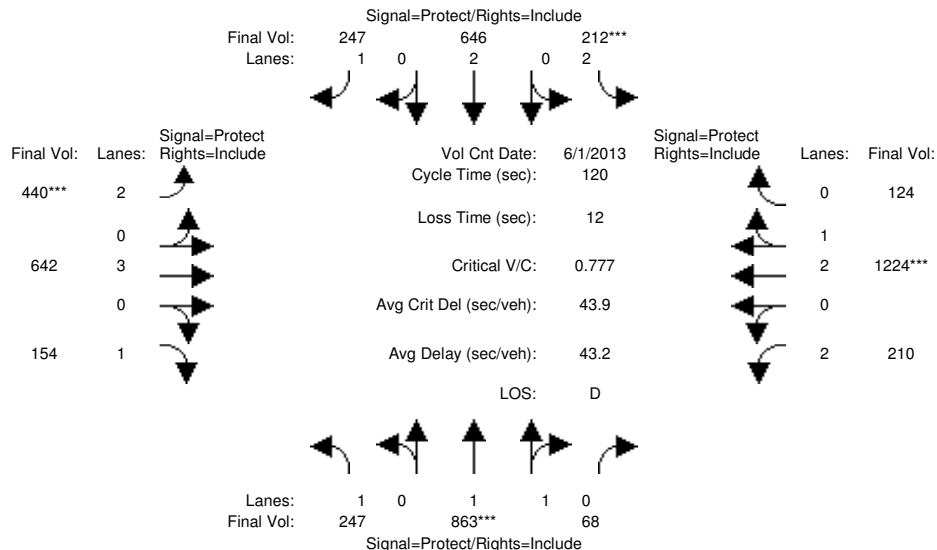 Signal=Protect/Rights=Include
Final Vol: 247 646 212***
Lanes: 1 0 2 0 2
Signal=Protect
Final Vol: Lanes: Rights=Include
Vol Cnt Date: 6/1/2013
Signal=Protect
Rights=Include Lanes: Final Vol:
Cycle Time (sec): 120
440*** 2
0 124
Loss Time (sec): 12
0
1
642 3
Critical V/C: 0.777
2 1224***
0
Avg Crit Del (sec/veh): 43.9
0
154 1
Avg Delay (sec/veh): 43.2
2 210
LOS: D
Lanes: 1 0 1 1 0
Final Vol: 247 863*** 68
Signal=Protect/Rights=Include